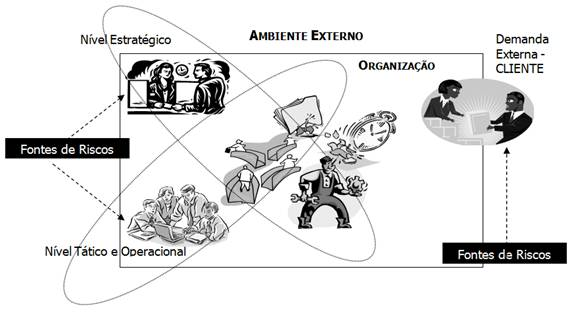 AMBIENTE EXTERNO
Nível Estratégico
Demanda
Externa -
CLIENTE
ORGANIZAÇÃO
Fontes de Riscos
Nível Tático e Operacional
Fontes de Riscos